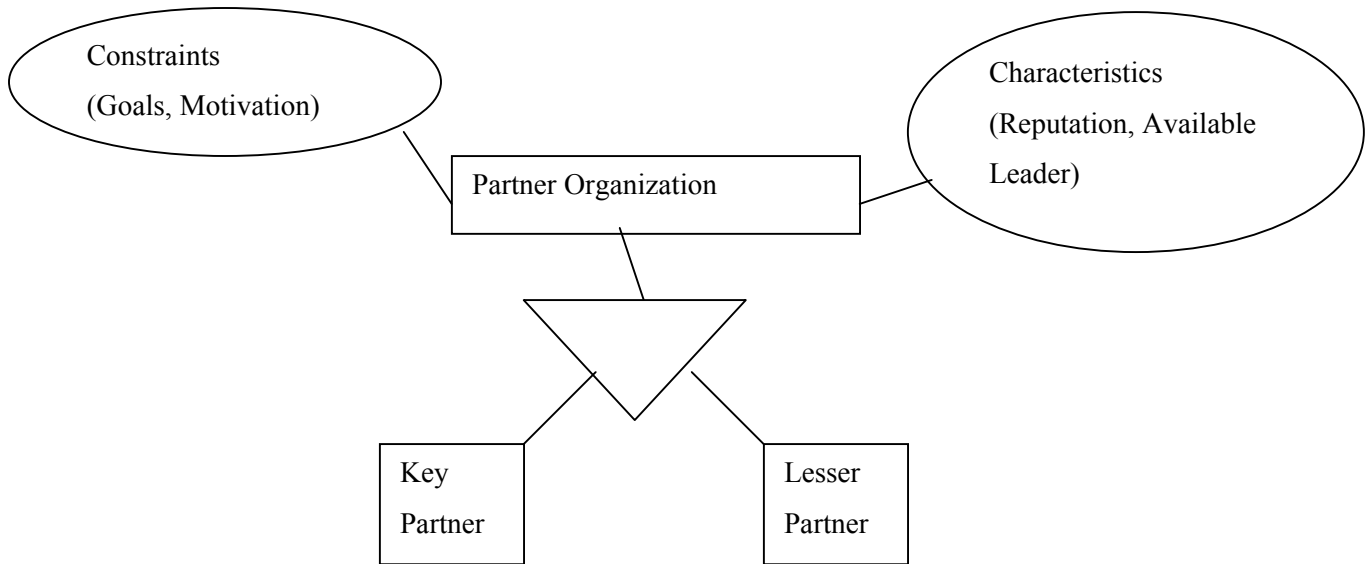 Constraints
(Goals, Motivation)
Characteristics
(Reputation, Available
Leader)
Partner Organization
Key
Partner
Lesser
Partner